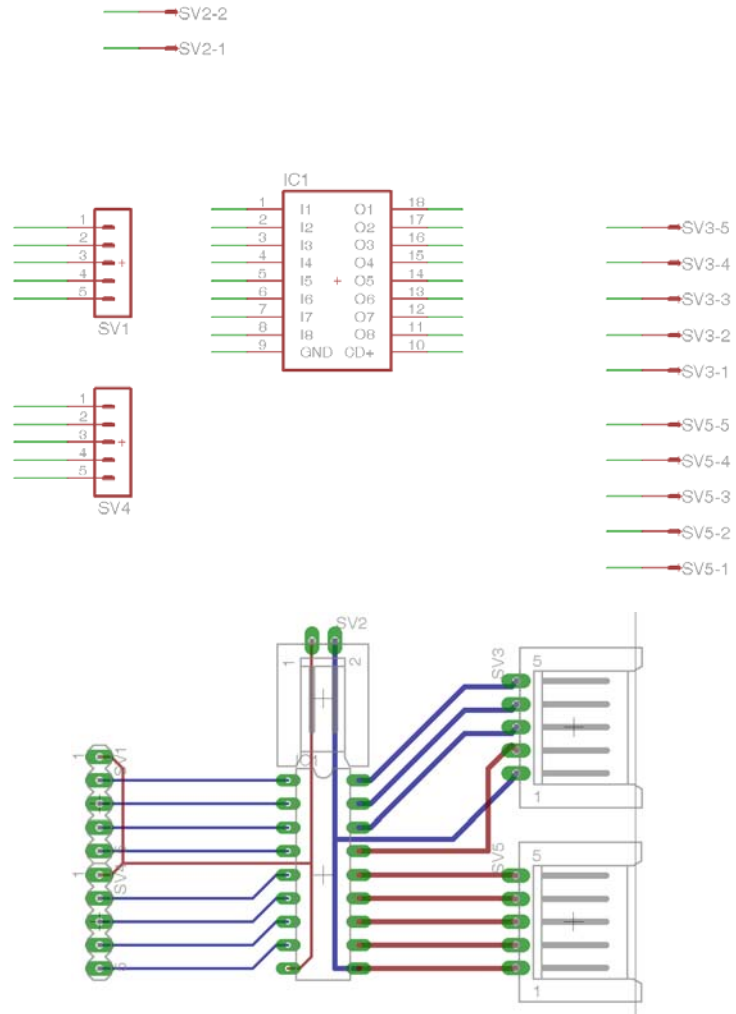 SV2-2
SV2-1
IC1
1 I1 O1 18
2 I2 O2 17
3 I3 O3 16
4 I4 O4 15
5 I5 O5 14
6 I6 O6 13
7 I7 O7 12
8 I8 O8 11
9 GND CD+ 10
1
2
3
4
5
SV1
1
2
3
4
5
SV4
SV3-5
SV3-4
SV3-3
SV3-2
SV3-1
SV5-5
SV5-4
SV5-3
SV5-2
SV5-1
SV2
1
2
SV3
5
1
1
SV1
IC1
1
SV5
5
1